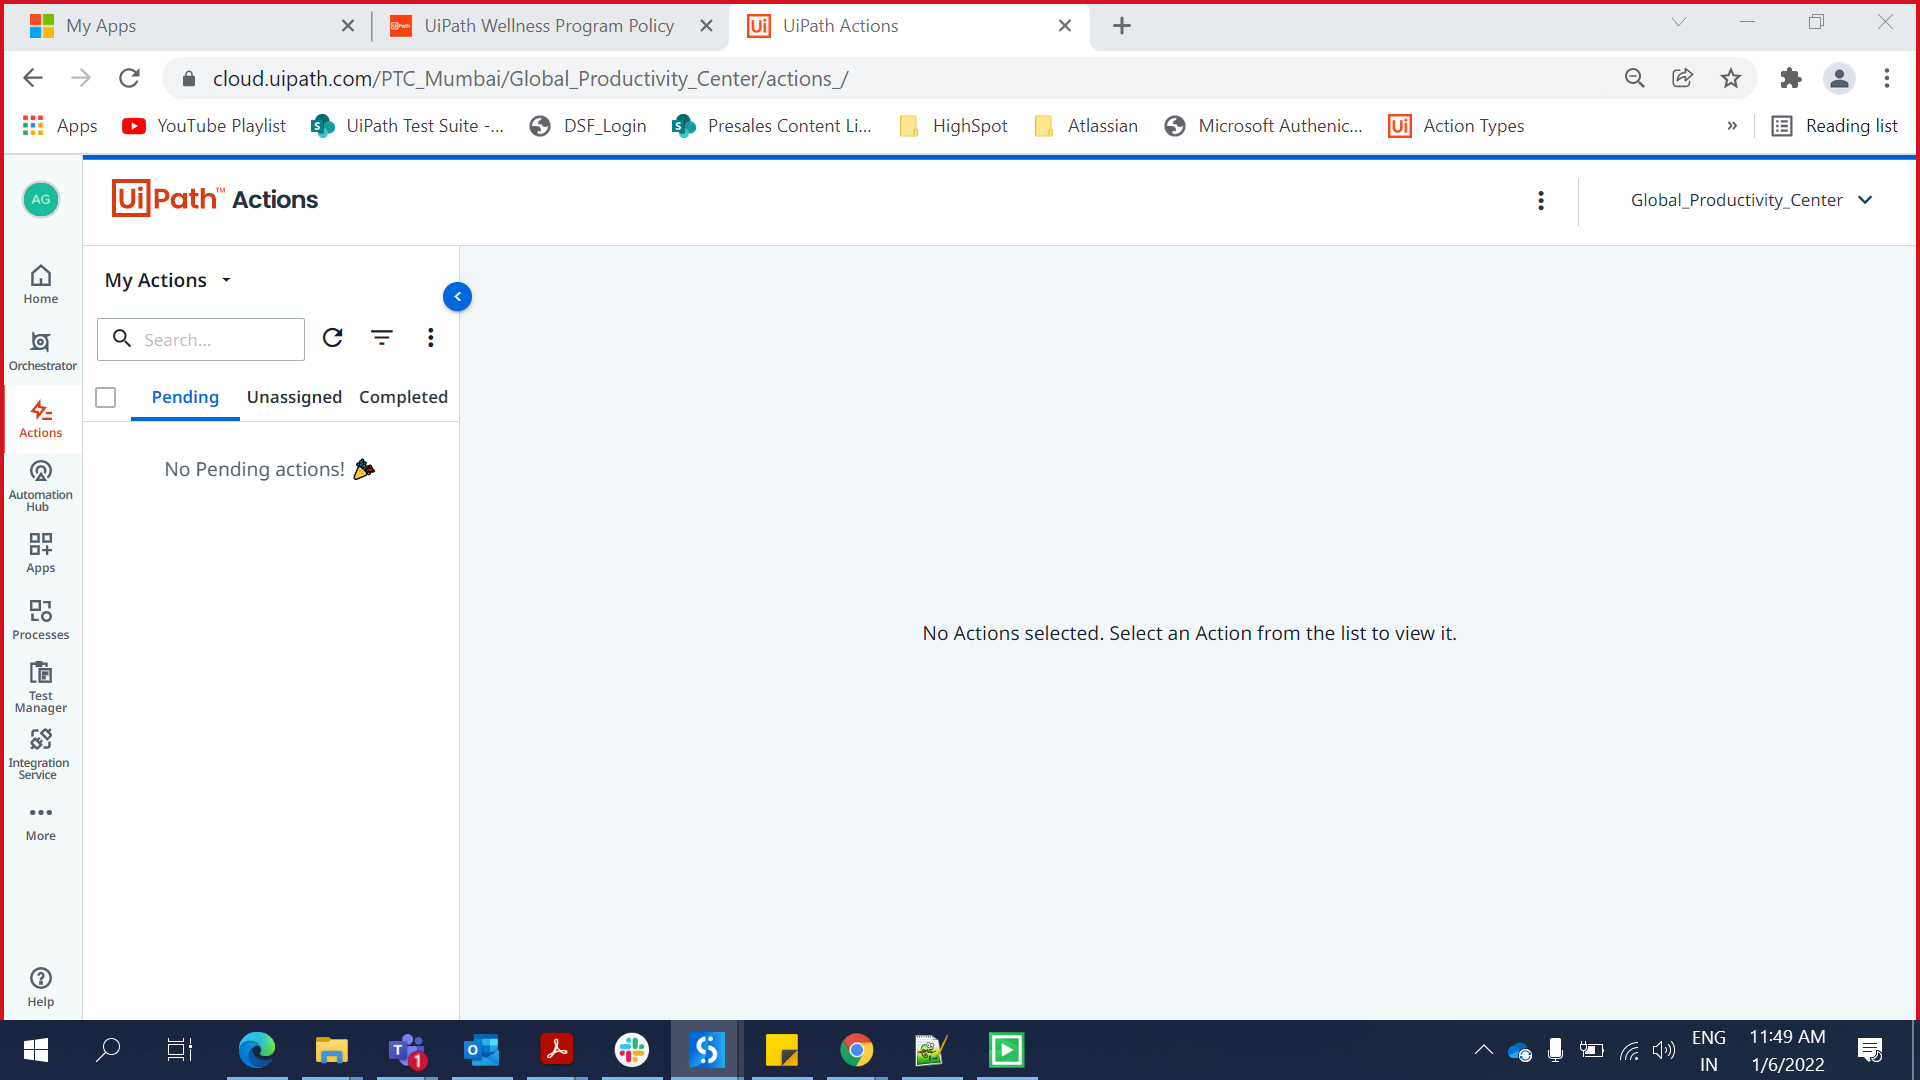 My Apps
UiPath Wellness Program Policy
UiPath Actions
cloud.uipath.com/PTC_Mumbai/Global_Productivity_Center/actions_/
Apps
YouTube Playlist
UiPath Test Suite -...
DSF_Login
Presales Content Li...
HighSpot
Atlassian
Microsoft Authenic...
Action Types
»
Reading list
AG
UiPath™ Actions
Global_Productivity_Center
Home
Orchestrator
Actions
Automation
Hub
Apps
Processes
Test
Manager
Integration
Service
More
Help
My Actions
Search...
Pending
Unassigned
Completed
No Pending actions!
No Actions selected. Select an Action from the list to view it.
1
ENG
IN
11:49 AM
1/6/2022